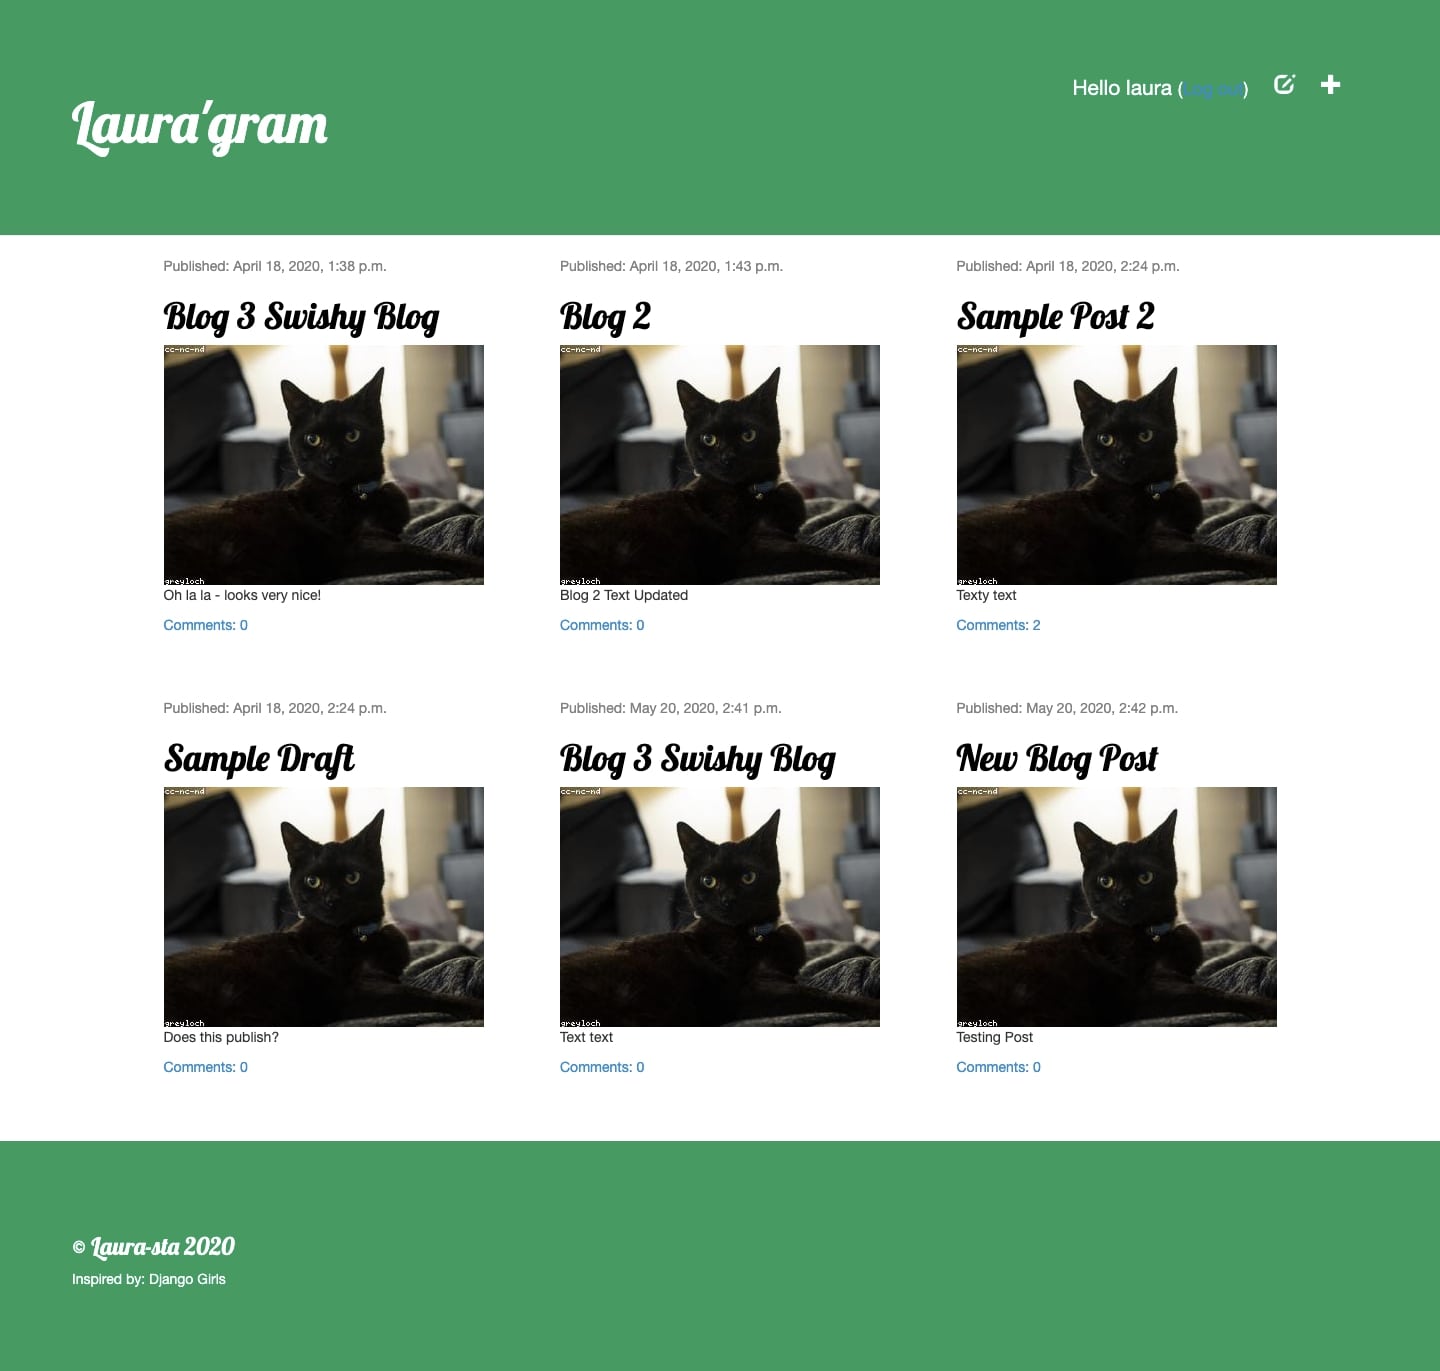 Laura'gram
Hello laura (Log out)
Published: April 18, 2020, 1:38 p.m.
Blog 3 Swishy Blog
cc-nc-nd
greyloch
Oh la la - looks very nice!
Comments: 0
Published: April 18, 2020, 1:43 p.m.
Blog 2
cc-nc-nd
greyloch
Blog 2 Text Updated
Comments: 0
Published: April 18, 2020, 2:24 p.m.
Sample Post 2
cc-nc-nd
greyloch
Texty text
Comments: 2
Published: April 18, 2020, 2:24 p.m.
Sample Draft
cc-nc-nd
greyloch
Does this publish?
Comments: 0
Published: May 20, 2020, 2:41 p.m.
Blog 3 Swishy Blog
cc-nc-nd
greyloch
Text text
Comments: 0
Published: May 20, 2020, 2:42 p.m.
New Blog Post
cc-nc-nd
greyloch
Testing Post
Comments: 0
© Laura-sta 2020
Inspired by: Django Girls